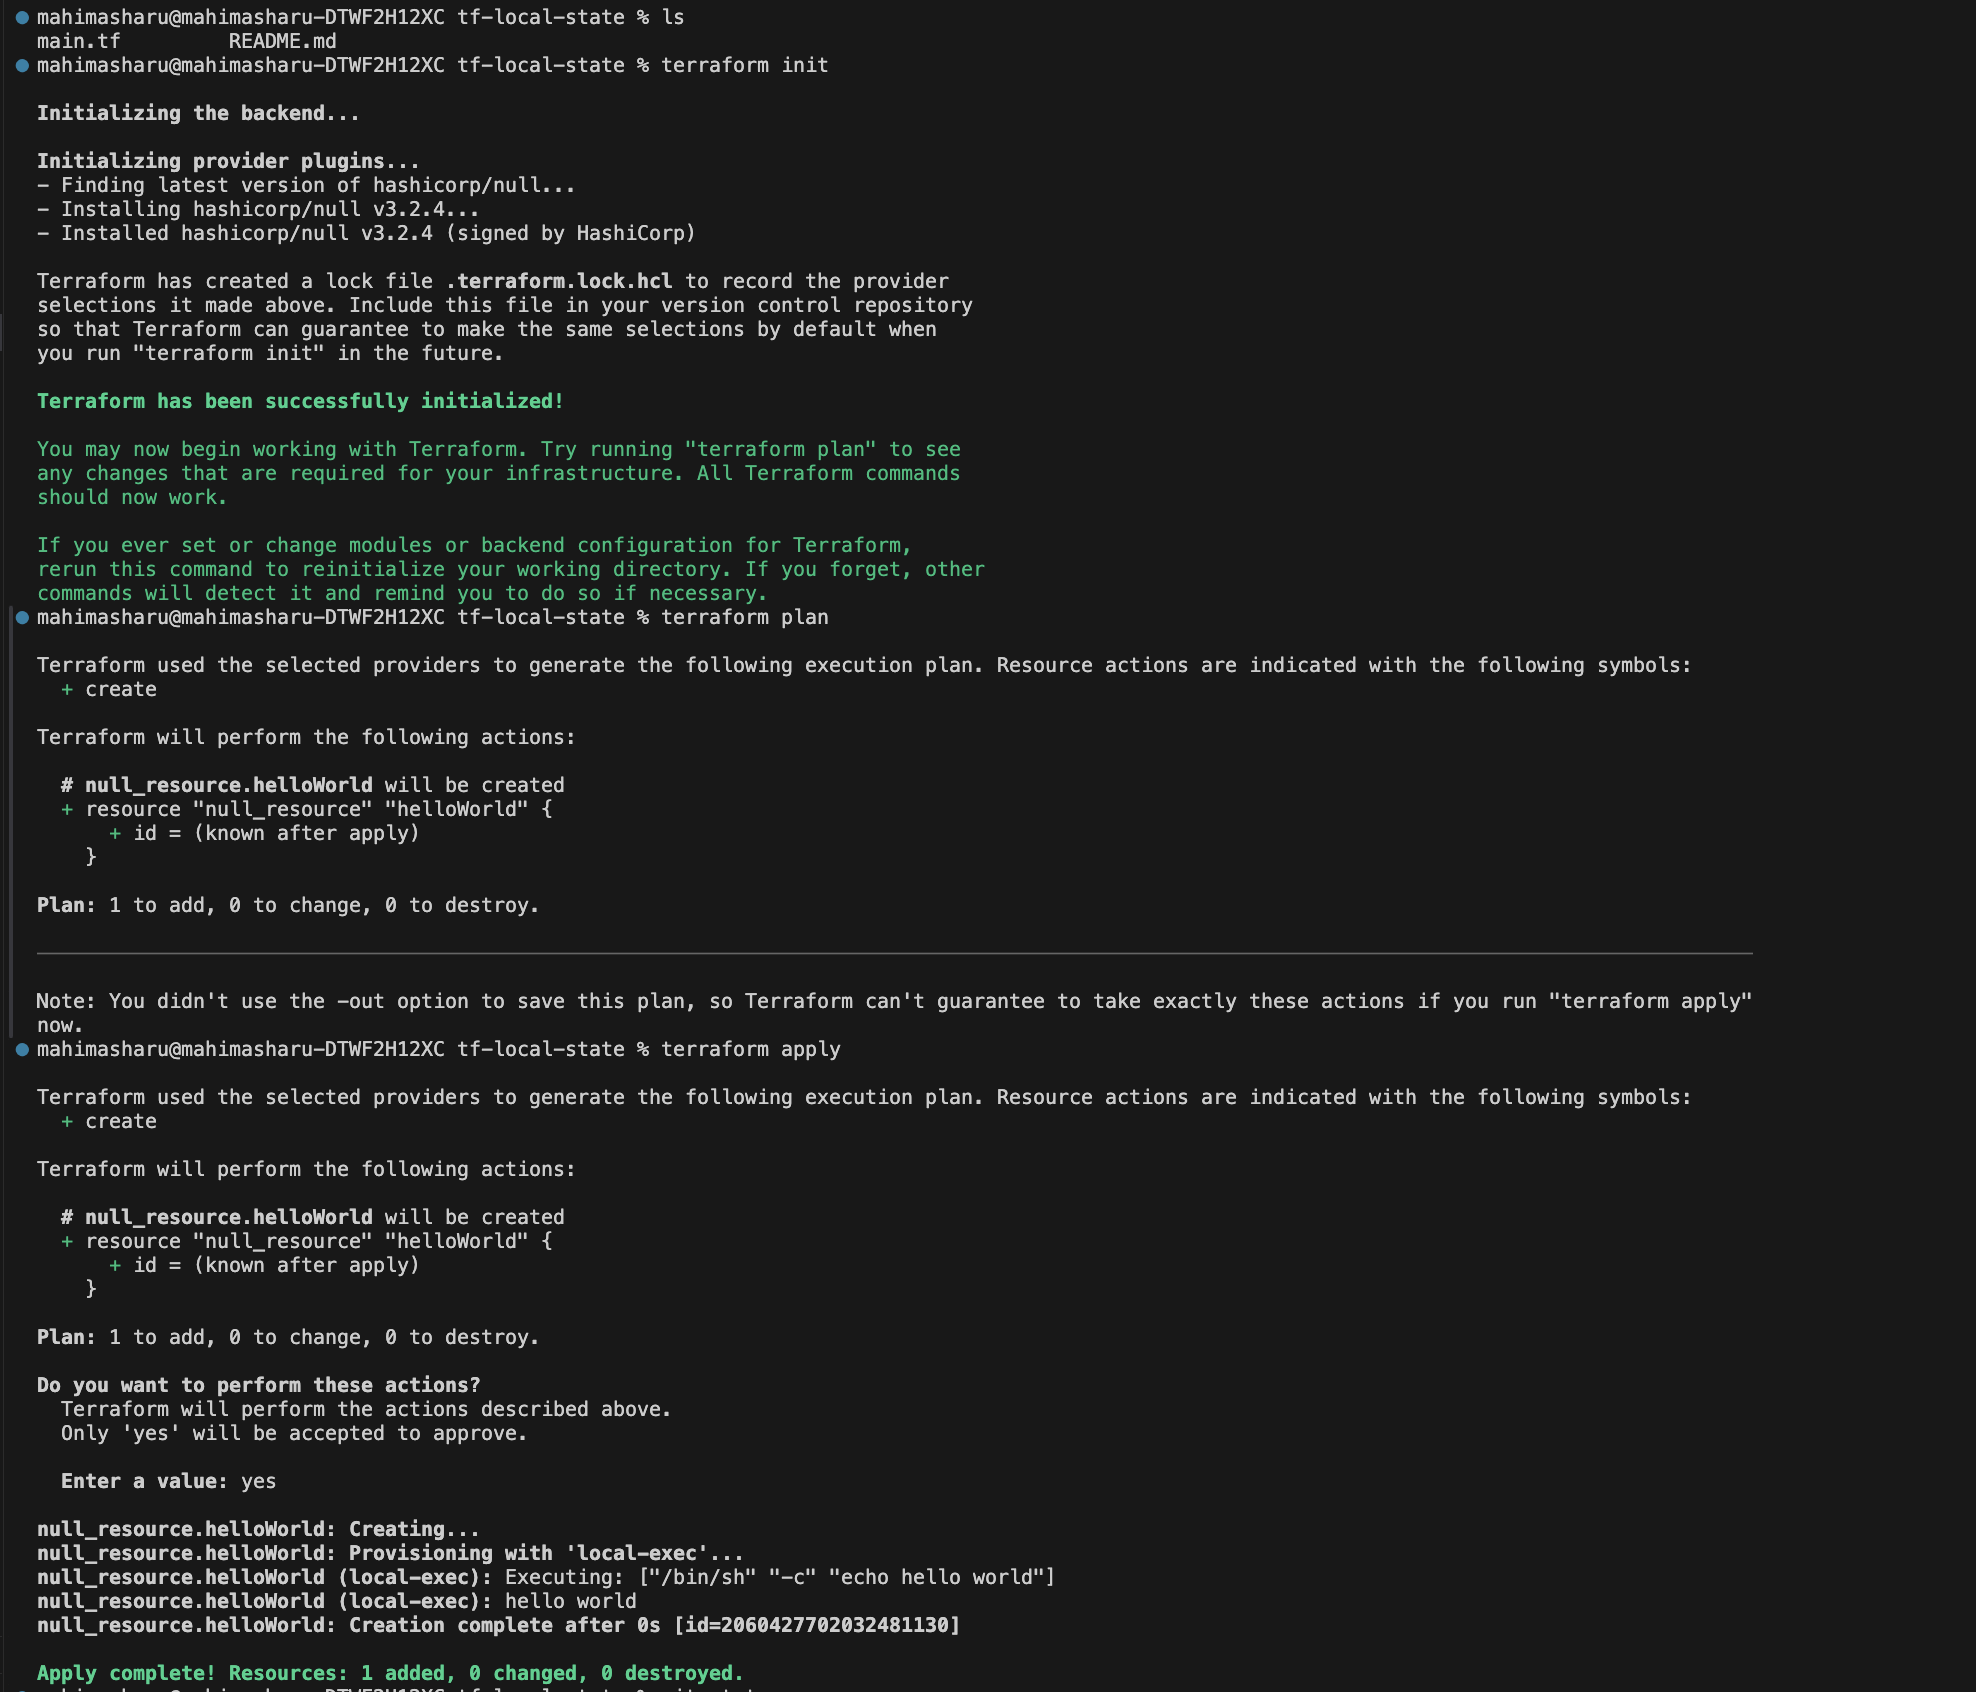 mahimasharu@mahimasharu-DTWF2H12XC tf-local-state % ls
main.tf         README.md
mahimasharu@mahimasharu-DTWF2H12XC tf-local-state % terraform init
Initializing the backend...
Initializing provider plugins...
- Finding latest version of hashicorp/null...
- Installing hashicorp/null v3.2.4...
- Installed hashicorp/null v3.2.4 (signed by HashiCorp)
Terraform has created a lock file .terraform.lock.hcl to record the provider
selections it made above. Include this file in your version control repository
so that Terraform can guarantee to make the same selections by default when
you run "terraform init" in the future.
Terraform has been successfully initialized!
You may now begin working with Terraform. Try running "terraform plan" to see
any changes that are required for your infrastructure. All Terraform commands
should now work.
If you ever set or change modules or backend configuration for Terraform,
rerun this command to reinitialize your working directory. If you forget, other
commands will detect it and remind you to do so if necessary.
mahimasharu@mahimasharu-DTWF2H12XC tf-local-state % terraform plan
Terraform used the selected providers to generate the following execution plan. Resource actions are indicated with the following symbols:
  + create
Terraform will perform the following actions:
  # null_resource.helloWorld will be created
  + resource "null_resource" "helloWorld" {
      + id = (known after apply)
    }
Plan: 1 to add, 0 to change, 0 to destroy.
Note: You didn't use the -out option to save this plan, so Terraform can't guarantee to take exactly these actions if you run "terraform apply"
now.
mahimasharu@mahimasharu-DTWF2H12XC tf-local-state % terraform apply
Terraform used the selected providers to generate the following execution plan. Resource actions are indicated with the following symbols:
  + create
Terraform will perform the following actions:
  # null_resource.helloWorld will be created
  + resource "null_resource" "helloWorld" {
      + id = (known after apply)
    }
Plan: 1 to add, 0 to change, 0 to destroy.
Do you want to perform these actions?
  Terraform will perform the actions described above.
  Only 'yes' will be accepted to approve.
  Enter a value: yes
null_resource.helloWorld: Creating...
null_resource.helloWorld: Provisioning with 'local-exec'...
null_resource.helloWorld (local-exec): Executing: ["/bin/sh" "-c" "echo hello world"]
null_resource.helloWorld (local-exec): hello world
null_resource.helloWorld: Creation complete after 0s [id=2060427702032481130]
Apply complete! Resources: 1 added, 0 changed, 0 destroyed.